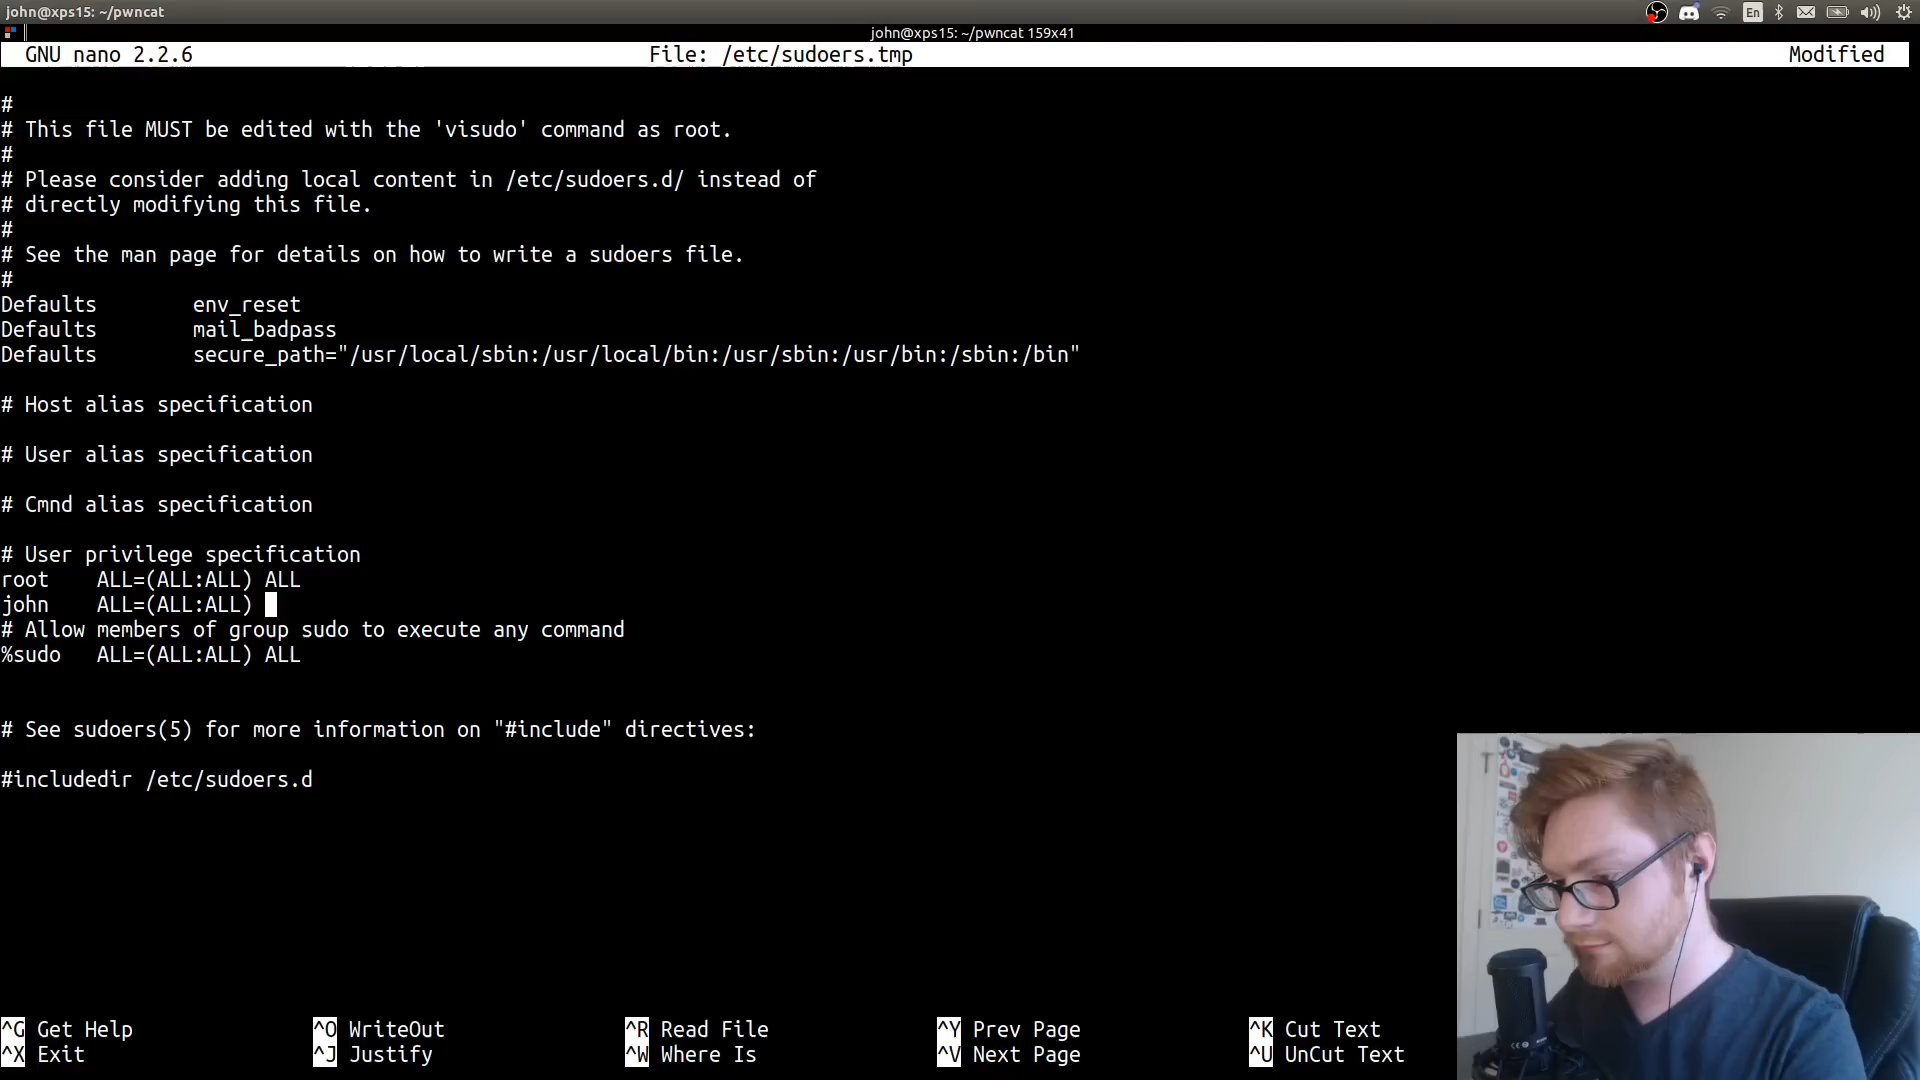 john@xps15: ~/pwncat
En
john@xps15: ~/pwncat 159x41
GNU nano 2.2.6 File: /etc/sudoers.tmp Modified
#
# This file MUST be edited with the 'visudo' command as root.
#
# Please consider adding local content in /etc/sudoers.d/ instead of
# directly modifying this file.
#
# See the man page for details on how to write a sudoers file.
#
Defaults env_reset
Defaults mail_badpass
Defaults secure_path="/usr/local/sbin:/usr/local/bin:/usr/sbin:/usr/bin:/sbin:/bin"
# Host alias specification
# User alias specification
# Cmnd alias specification
# User privilege specification
root ALL=(ALL:ALL) ALL
john ALL=(ALL:ALL)
# Allow members of group sudo to execute any command
%sudo ALL=(ALL:ALL) ALL
# See sudoers(5) for more information on "#include" directives:
#includedir /etc/sudoers.d
^G Get Help ^O WriteOut ^R Read File ^Y Prev Page ^K Cut Text
^X Exit ^J Justify ^W Where Is ^V Next Page ^U UnCut Text